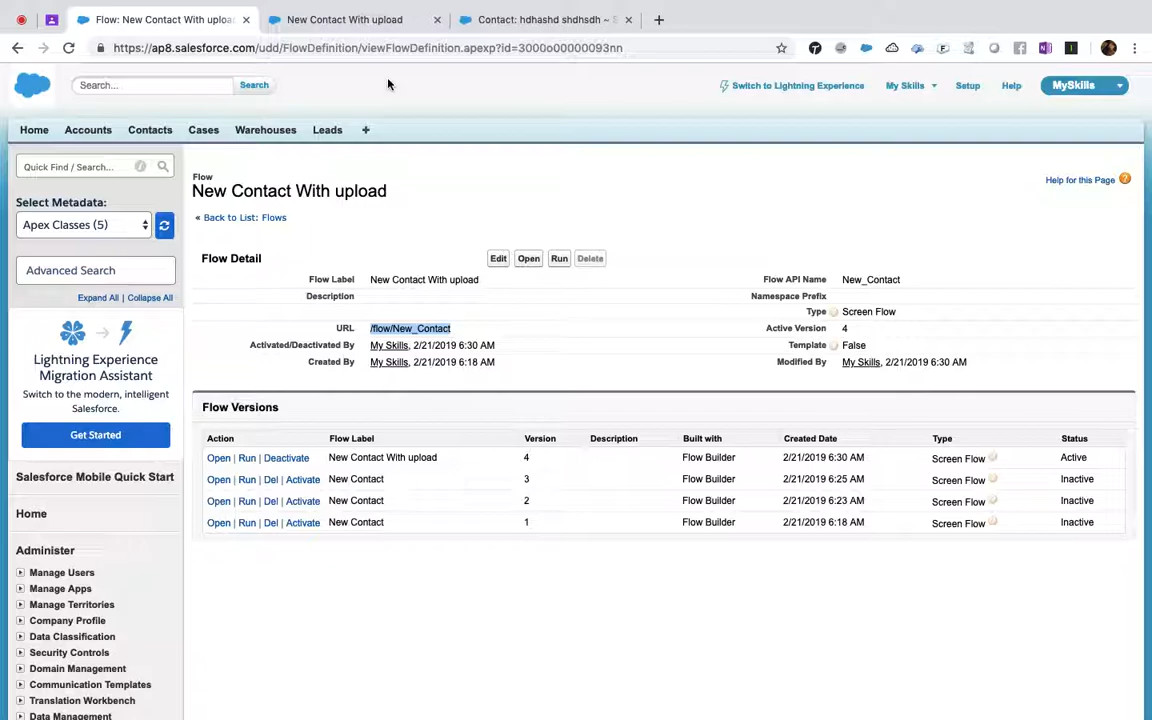 Flow: New Contact With uploa
New Contact With upload
Contact: hdhashd shdhsdh ~ S
https://ap8.salesforce.com/udd/FlowDefinition/viewFlowDefinition.apexp?id=3000o00000093nn
Search...
Search
Switch to Lightning Experience
My Skills
Setup
Help
MySkills
Home
Accounts
Contacts
Cases
Warehouses
Leads
+
Quick Find / Search...
Select Metadata:
Apex Classes (5)
Advanced Search
Expand All | Collapse All
Lightning Experience
Migration Assistant
Switch to the modern, intelligent
Salesforce.
Get Started
Salesforce Mobile Quick Start
Home
Administer
Manage Users
Manage Apps
Manage Territories
Company Profile
Data Classification
Security Controls
Domain Management
Communication Templates
Translation Workbench
Data Management
Flow
New Contact With upload
Help for this Page
« Back to List: Flows
Flow Detail
Edit
Open
Run
Delete
Flow Label New Contact With upload
Flow API Name New_Contact
Description
Namespace Prefix
Type Screen Flow
URL /flow/New_Contact
Active Version 4
Activated/Deactivated By My Skills, 2/21/2019 6:30 AM
Template False
Created By My Skills, 2/21/2019 6:18 AM
Modified By My Skills, 2/21/2019 6:30 AM
Flow Versions
Action Flow Label Version Description Built with Created Date Type Status
Open | Run | Deactivate New Contact With upload 4 Flow Builder 2/21/2019 6:30 AM Screen Flow Active
Open | Run | Del | Activate New Contact 3 Flow Builder 2/21/2019 6:25 AM Screen Flow Inactive
Open | Run | Del | Activate New Contact 2 Flow Builder 2/21/2019 6:23 AM Screen Flow Inactive
Open | Run | Del | Activate New Contact 1 Flow Builder 2/21/2019 6:18 AM Screen Flow Inactive